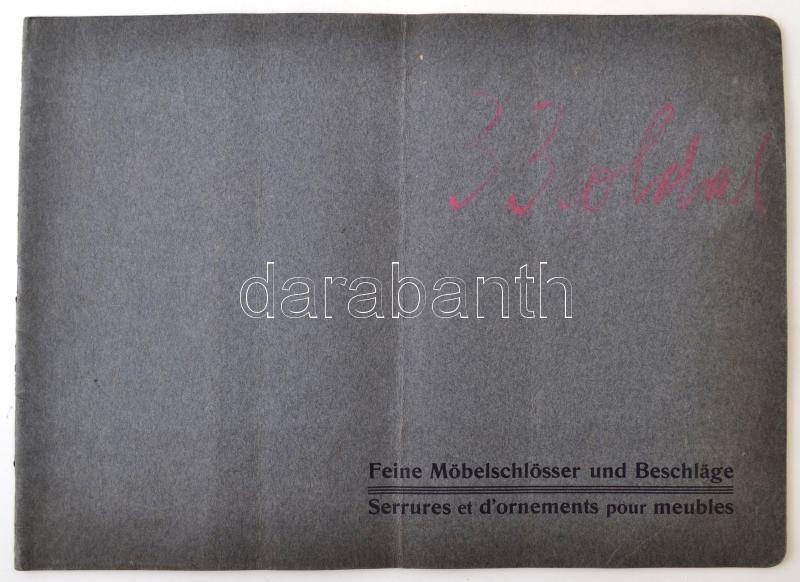 33. oldal
darabanth
Feine Möbelschlösser und Beschläge
Serrures et d'ornements pour meubles